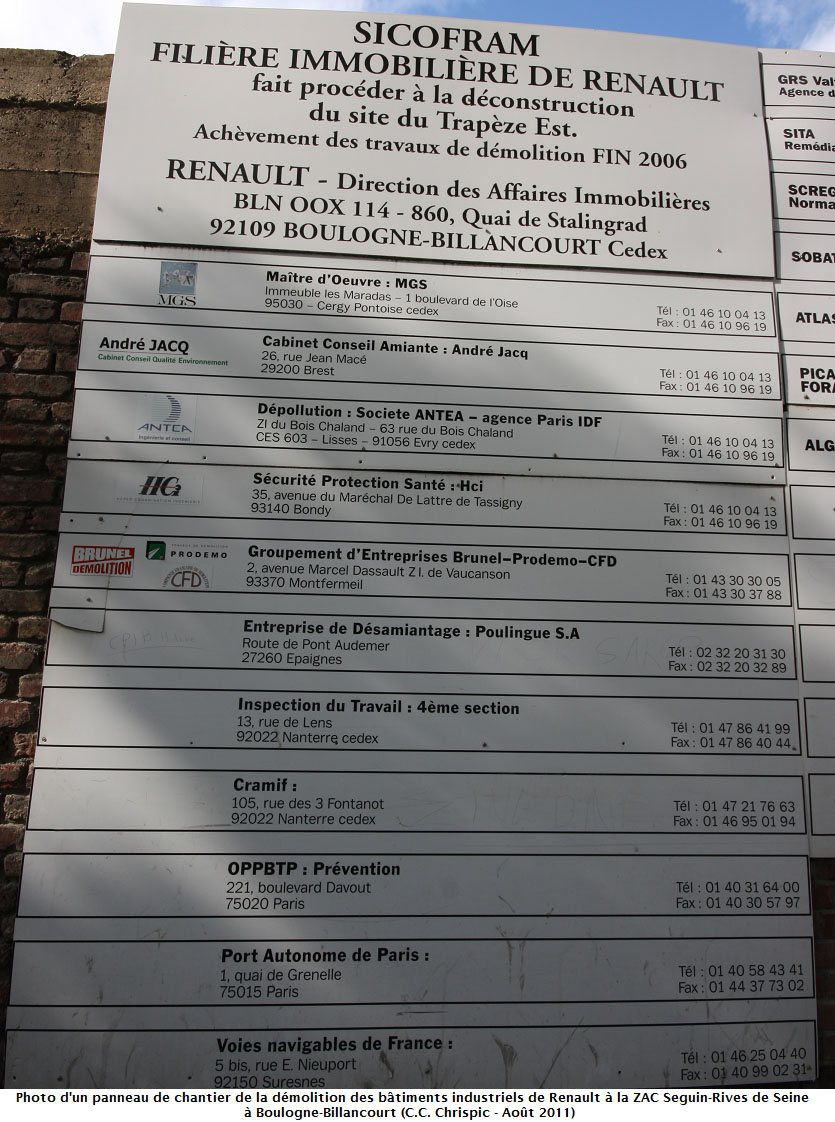 SICOFRAM
FILIÈRE IMMOBILIÈRE DE RENAULT
fait procéder à la déconstruction
du site du Trapèze Est.
Achèvement des travaux de démolition FIN 2006
RENAULT - Direction des Affaires Immobilières
BLN OOX 114 - 860, Quai de Stalingrad
92109 BOULOGNE-BILLANCOURT Cedex
MGS
Maître d'Oeuvre : MGS
Immeuble les Maradas – 1 boulevard de l'Oise
95030 – Cergy Pontoise cedex
Tél : 01 46 10 04 13
Fax : 01 46 10 96 19
André JACQ
Cabinet Conseil Qualité Environnement
Cabinet Conseil Amiante : André Jacq
26, rue Jean Macé
29200 Brest
Tél : 01 46 10 04 13
Fax : 01 46 10 96 19
ANTEA
Ingénierie et conseil
Dépollution : Societe ANTEA – agence Paris IDF
ZI du Bois Chaland – 63 rue du Bois Chaland
CES 603 – Lisses – 91056 Evry cedex
Tél : 01 46 10 04 13
Fax : 01 46 10 96 19
Sécurité Protection Santé : Hci
35, avenue du Maréchal De Lattre de Tassigny
93140 Bondy
Tél : 01 46 10 04 13
Fax : 01 46 10 96 19
BRUNEL
DEMOLITION
PRODEMO
CFD
Groupement d'Entreprises Brunel–Prodemo–CFD
2, avenue Marcel Dassault Z I. de Vaucanson
93370 Montfermeil
Tél : 01 43 30 30 05
Fax : 01 43 30 37 88
Entreprise de Désamiantage : Poulingue S.A
Route de Pont Audemer
27260 Epaignes
Tél : 02 32 20 31 30
Fax : 02 32 20 32 89
Inspection du Travail : 4ème section
13, rue de Lens
92022 Nanterre cedex
Tél : 01 47 86 41 99
Fax : 01 47 86 40 44
Cramif :
105, rue des 3 Fontanot
92022 Nanterre cedex
Tél : 01 47 21 76 63
Fax : 01 46 95 01 94
OPPBTP : Prévention
221, boulevard Davout
75020 Paris
Tél : 01 40 31 64 00
Fax : 01 40 30 57 97
Port Autonome de Paris :
1, quai de Grenelle
75015 Paris
Tél : 01 40 58 43 41
Fax : 01 44 37 73 02
Voies navigables de France :
5 bis, rue E. Nieuport
92150 Suresnes
Tél : 01 46 25 04 40
Fax : 01 40 99 02 31
GRS Val
Agence d
SITA
Remédia
SCREG
Norma
SOBAT
ATLAS
PICA
FORA
ALG
Photo d'un panneau de chantier de la démolition des bâtiments industriels de Renault à la ZAC Seguin-Rives de Seine
à Boulogne-Billancourt (C.C. Chrispic - Août 2011)